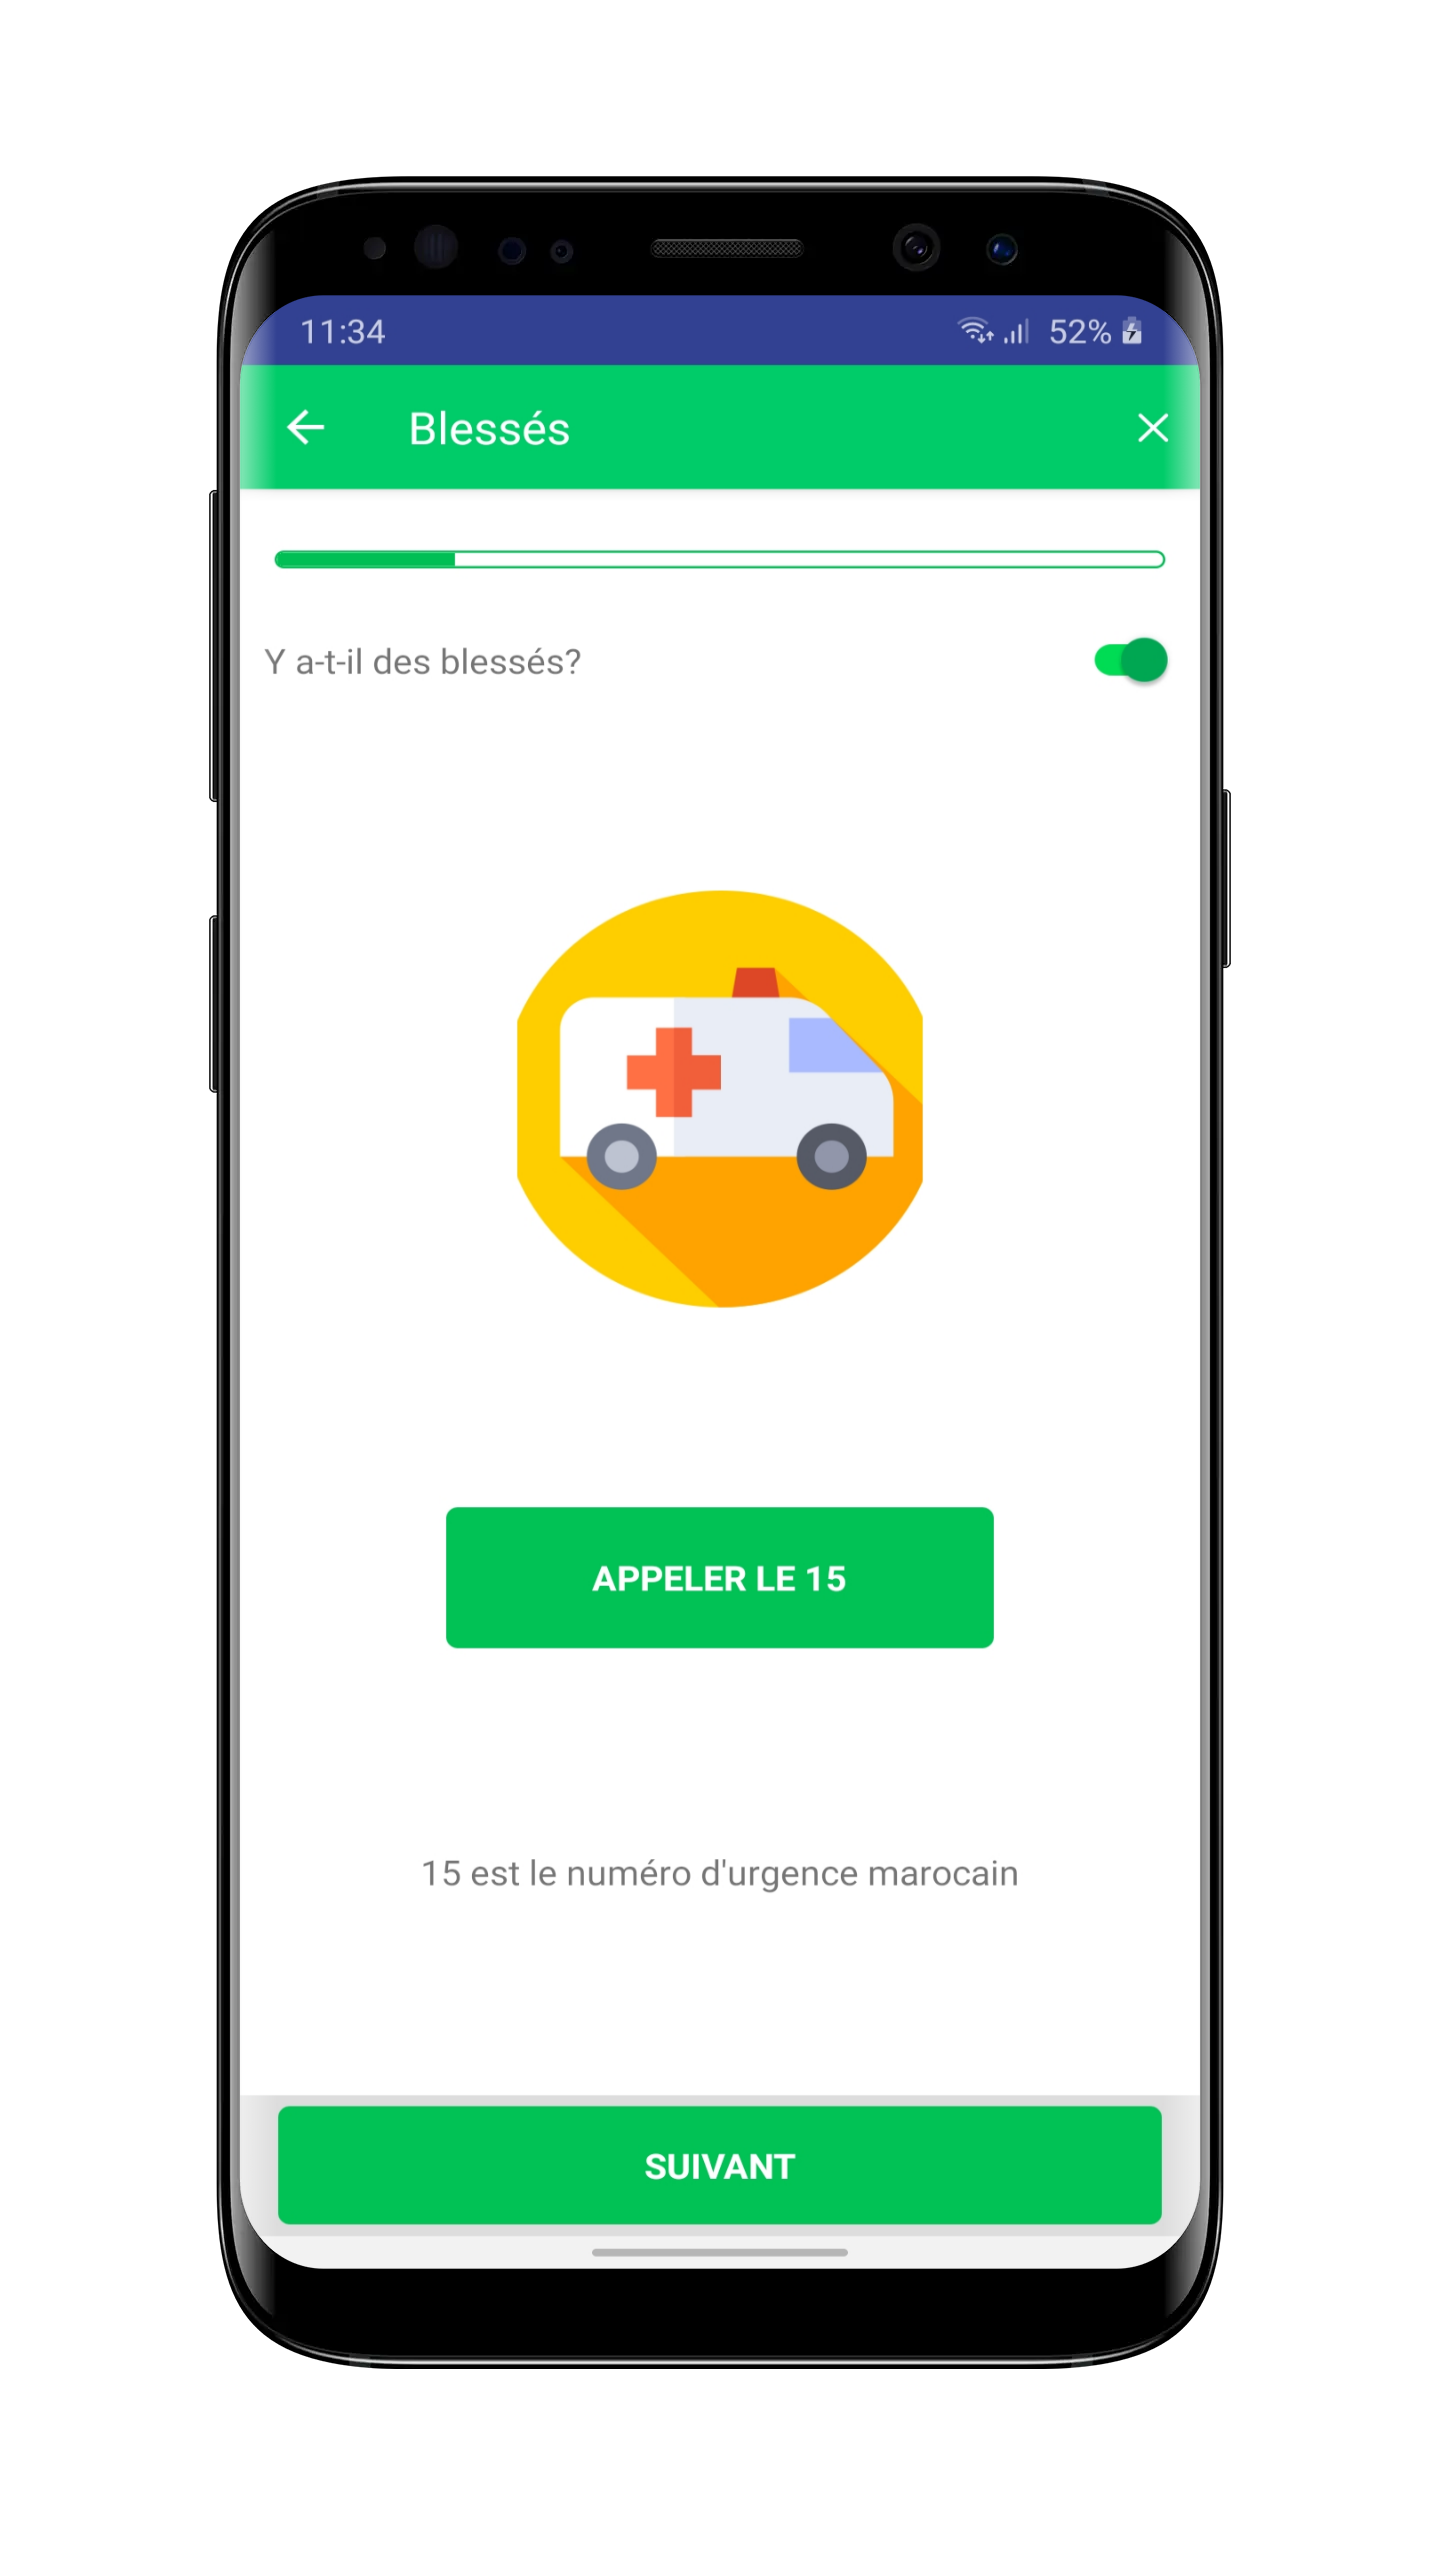 11:34 52%
Blessés
Y a-t-il des blessés?
APPELER LE 15
15 est le numéro d'urgence marocain
SUIVANT